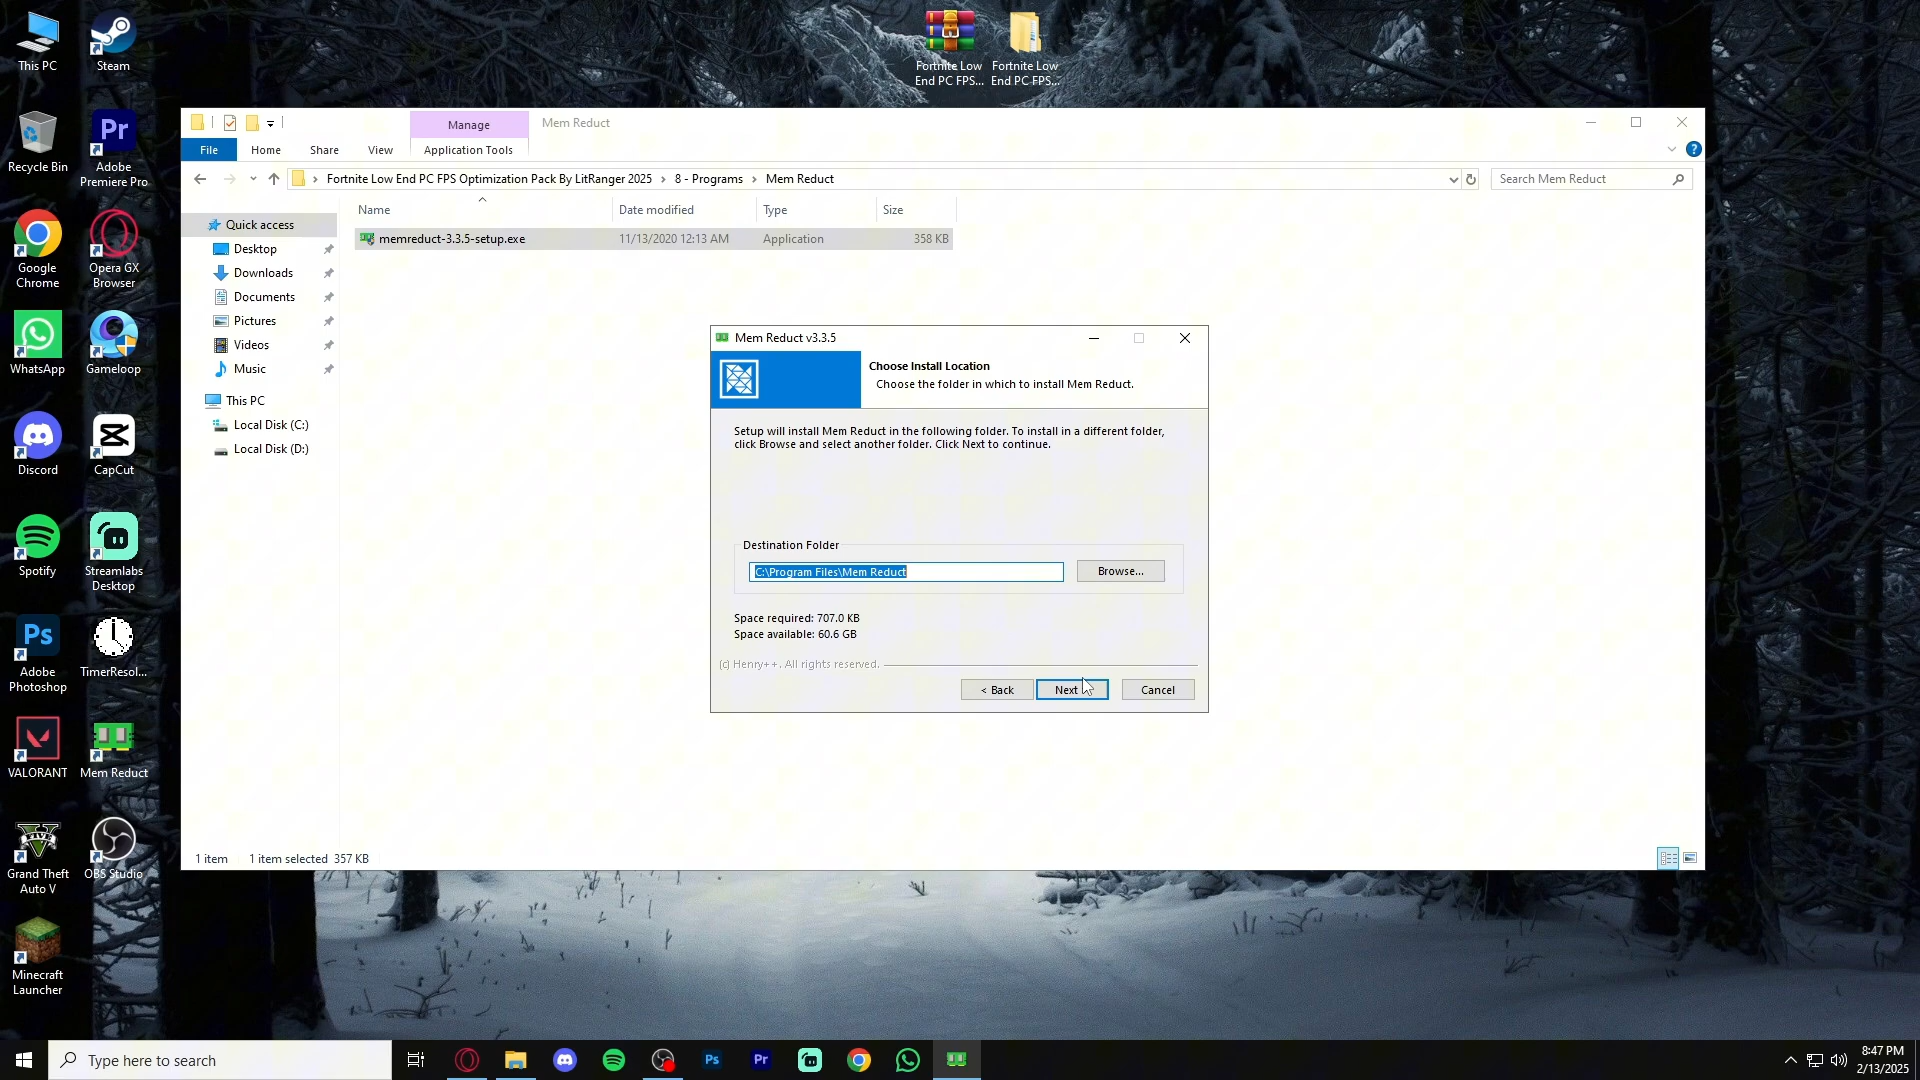 This PC
Steam
Fortnite Low
End PC FPS...
Fortnite Low
End PC FPS...
Recycle Bin
Pr
Adobe
Premiere Pro
Google
Chrome
Opera GX
Browser
WhatsApp
Gameloop
Discord
CapCut
Spotify
Streamlabs
Desktop
Ps
Adobe
Photoshop
TimerResol...
VALORANT
Mem Reduct
Grand Theft
Auto V
OBS Studio
Minecraft
Launcher
Manage
Mem Reduct
File
Home
Share
View
Application Tools
Fortnite Low End PC FPS Optimization Pack By LitRanger 2025 > 8 - Programs > Mem Reduct
Search Mem Reduct
Name
Date modified
Type
Size
memreduct-3.3.5-setup.exe
11/13/2020 12:13 AM
Application
358 KB
Quick access
Desktop
Downloads
Documents
Pictures
Videos
Music
This PC
Local Disk (C:)
Local Disk (D:)
Mem Reduct v3.3.5
Choose Install Location
Choose the folder in which to install Mem Reduct.
Setup will install Mem Reduct in the following folder. To install in a different folder,
click Browse and select another folder. Click Next to continue.
Destination Folder
C:\Program Files\Mem Reduct
Browse...
Space required: 707.0 KB
Space available: 60.6 GB
(c) Henry++. All rights reserved.
< Back
Next
Cancel
1 item
1 item selected 357 KB
Type here to search
Ps
Pr
8:47 PM
2/13/2025